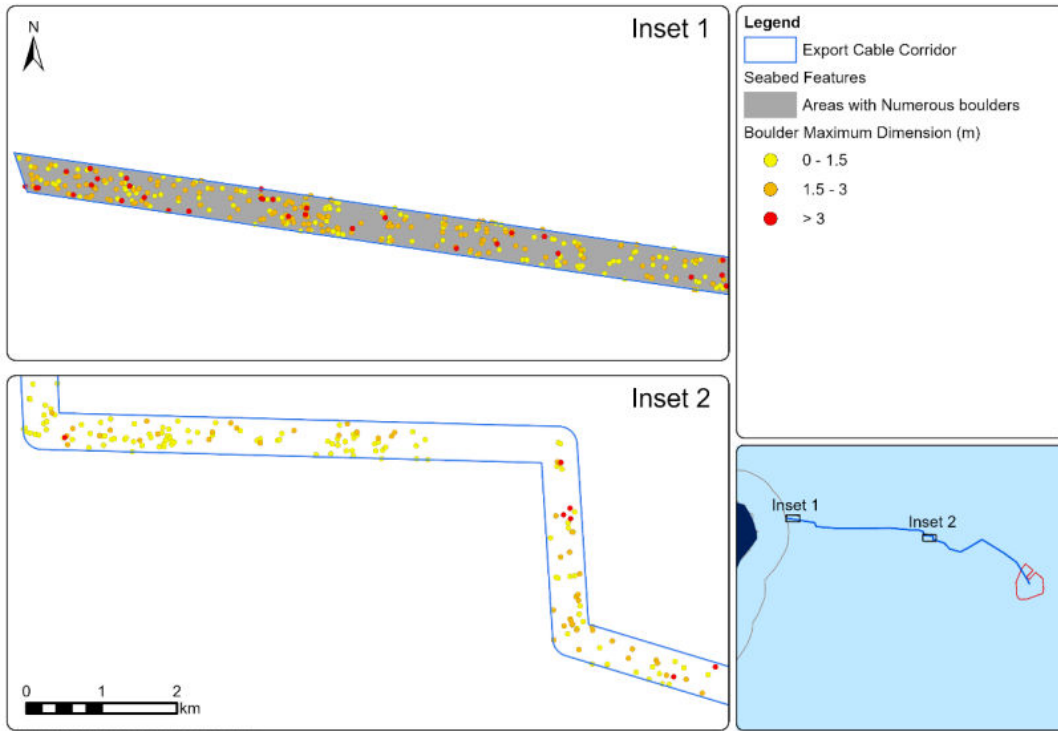 Inset 1
N
Inset 2
0 1 2
km
Legend
Export Cable Corridor
Seabed Features
Areas with Numerous boulders
Boulder Maximum Dimension (m)
0 - 1.5
1.5 - 3
> 3
Inset 1
Inset 2